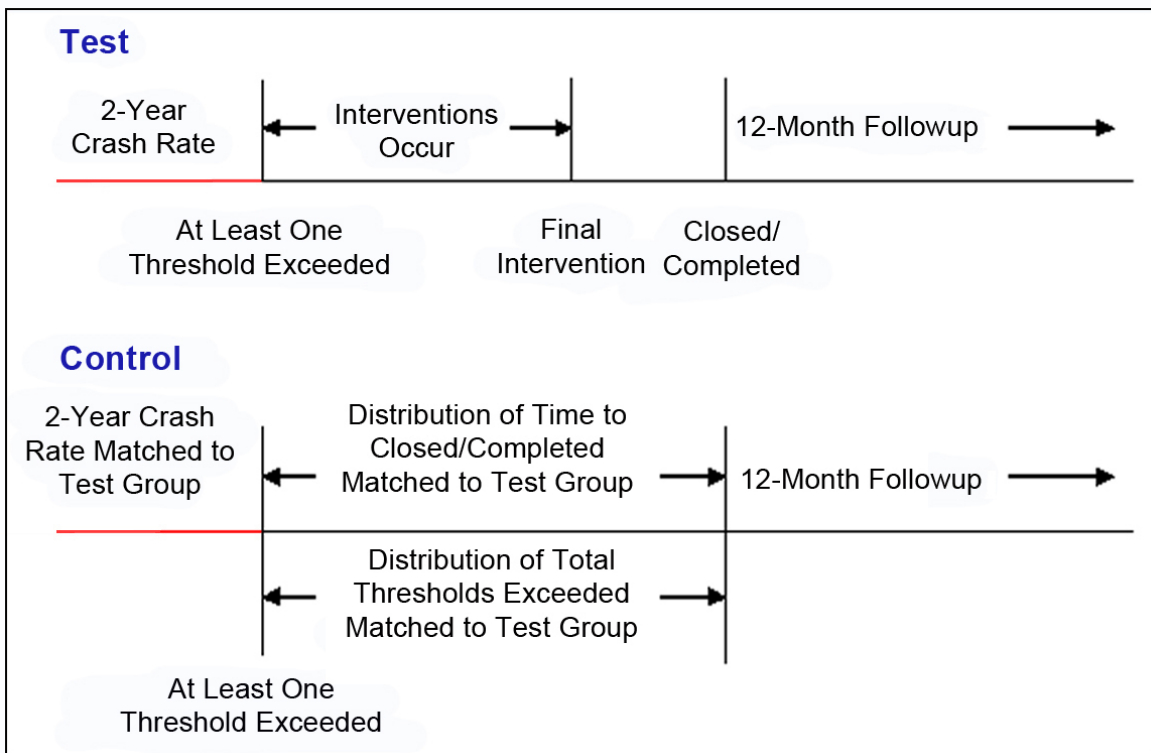 Test
2-Year
Crash Rate
Interventions
Occur
12-Month Followup
At Least One
Threshold Exceeded
Final
Intervention
Closed/
Completed
Control
2-Year Crash
Rate Matched to
Test Group
Distribution of Time to
Closed/Completed
Matched to Test Group
12-Month Followup
Distribution of Total
Thresholds Exceeded
Matched to Test Group
At Least One
Threshold Exceeded